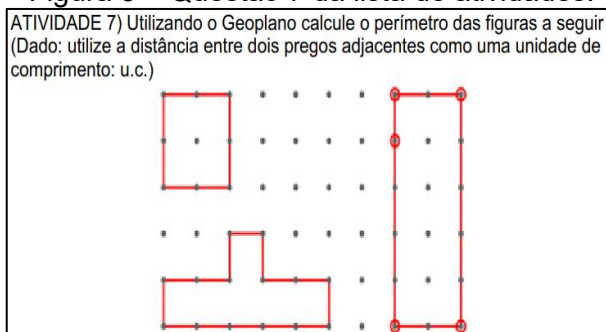 ATIVIDADE 7) Utilizando o Geoplano calcule o perímetro das figuras a seguir
(Dado: utilize a distância entre dois pregos adjacentes como uma unidade de
comprimento: u.c.)